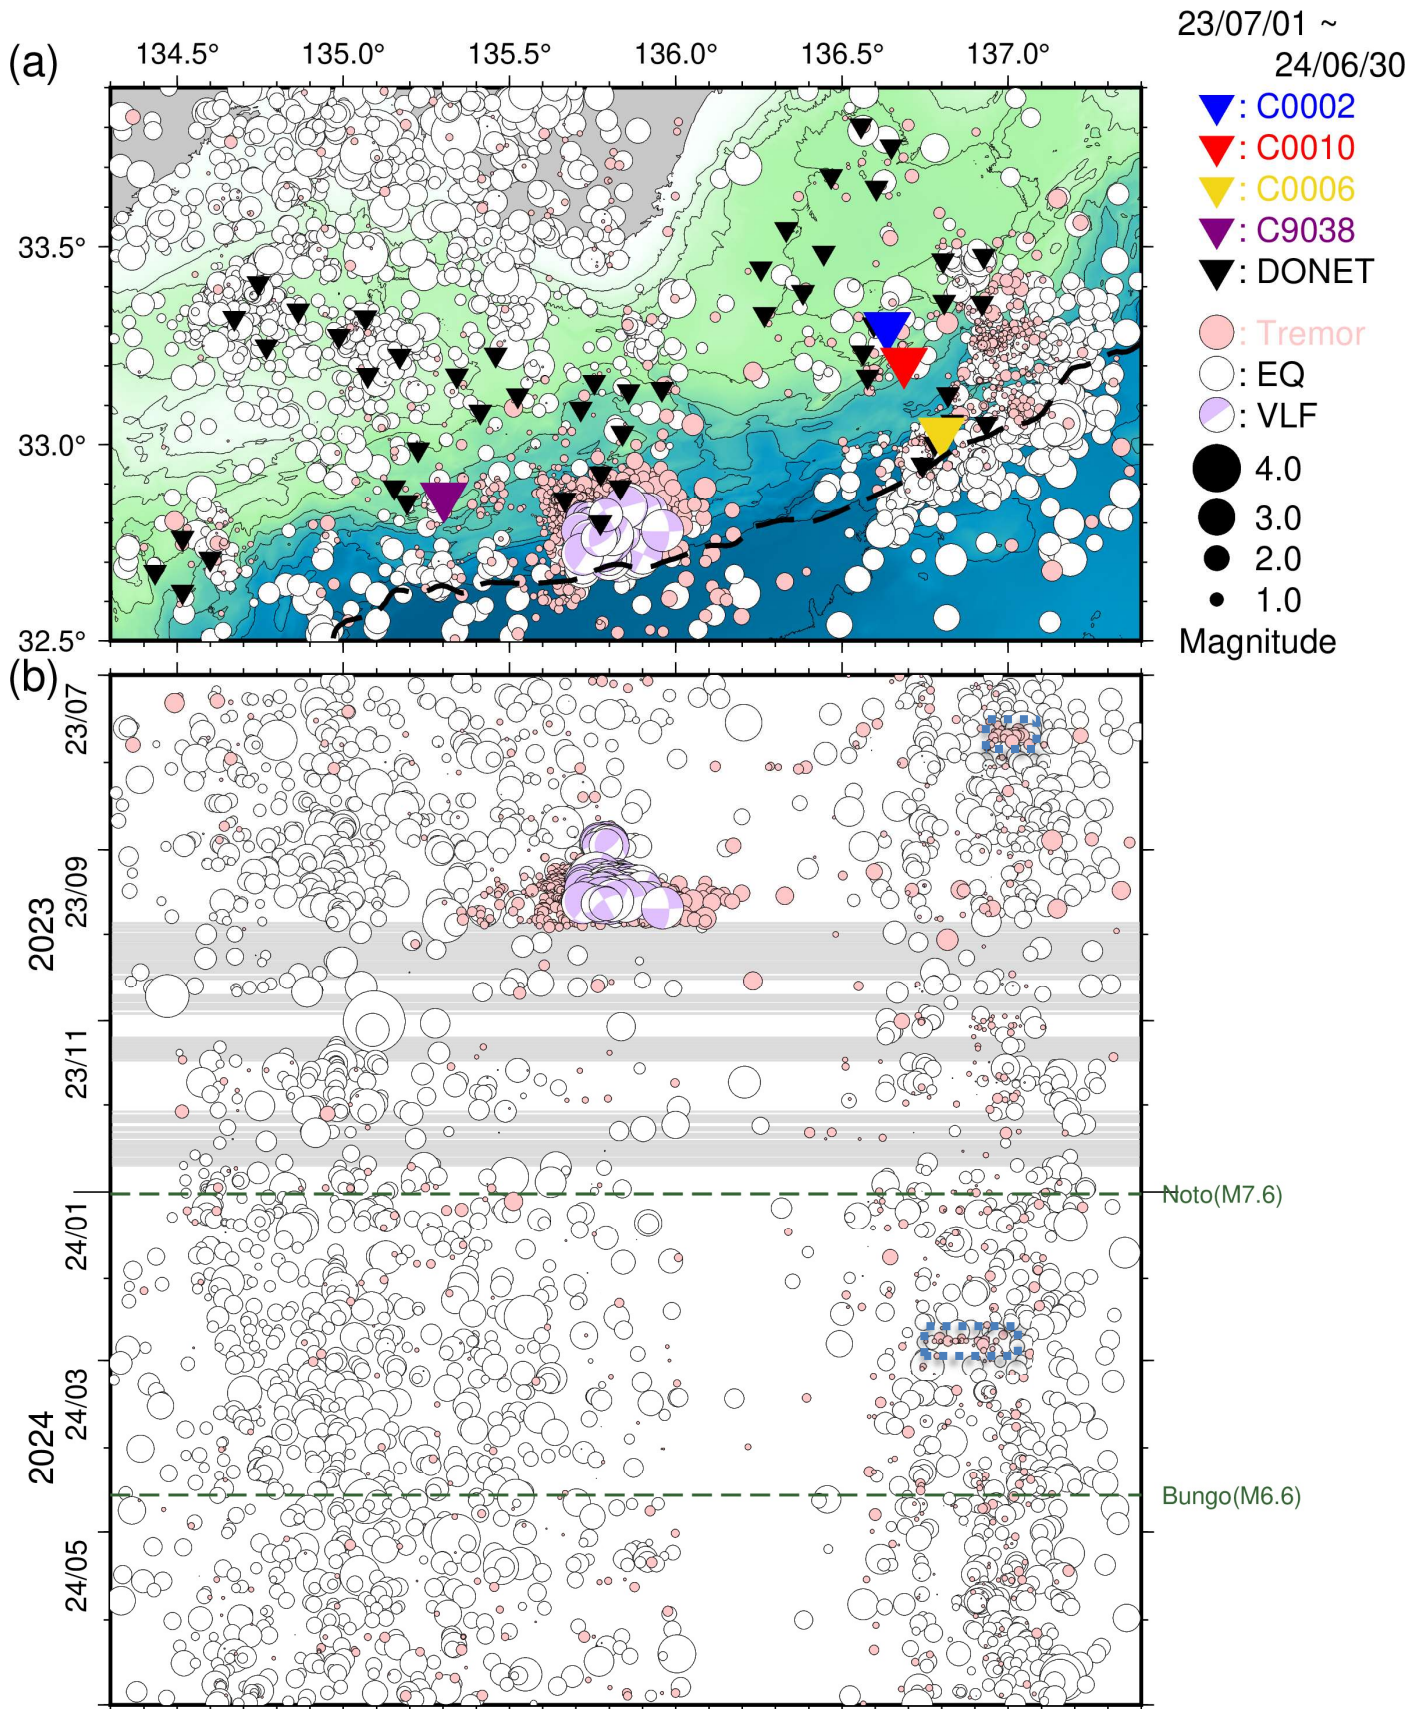 (a)
134.5° 135.0° 135.5° 136.0° 136.5° 137.0°
33.5°
33.0°
32.5°
23/07/01 ~
24/06/30
: C0002
: C0010
: C0006
: C9038
: DONET
: Tremor
: EQ
: VLF
4.0
3.0
2.0
1.0
Magnitude
(b)
23/07
23/09
23/11
24/01
24/03
24/05
2023
2024
Noto(M7.6)
Bungo(M6.6)